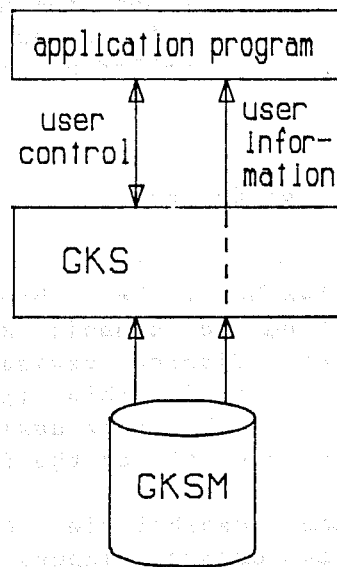 application program
user
control
user
infor-
mation
GKS
GKSM